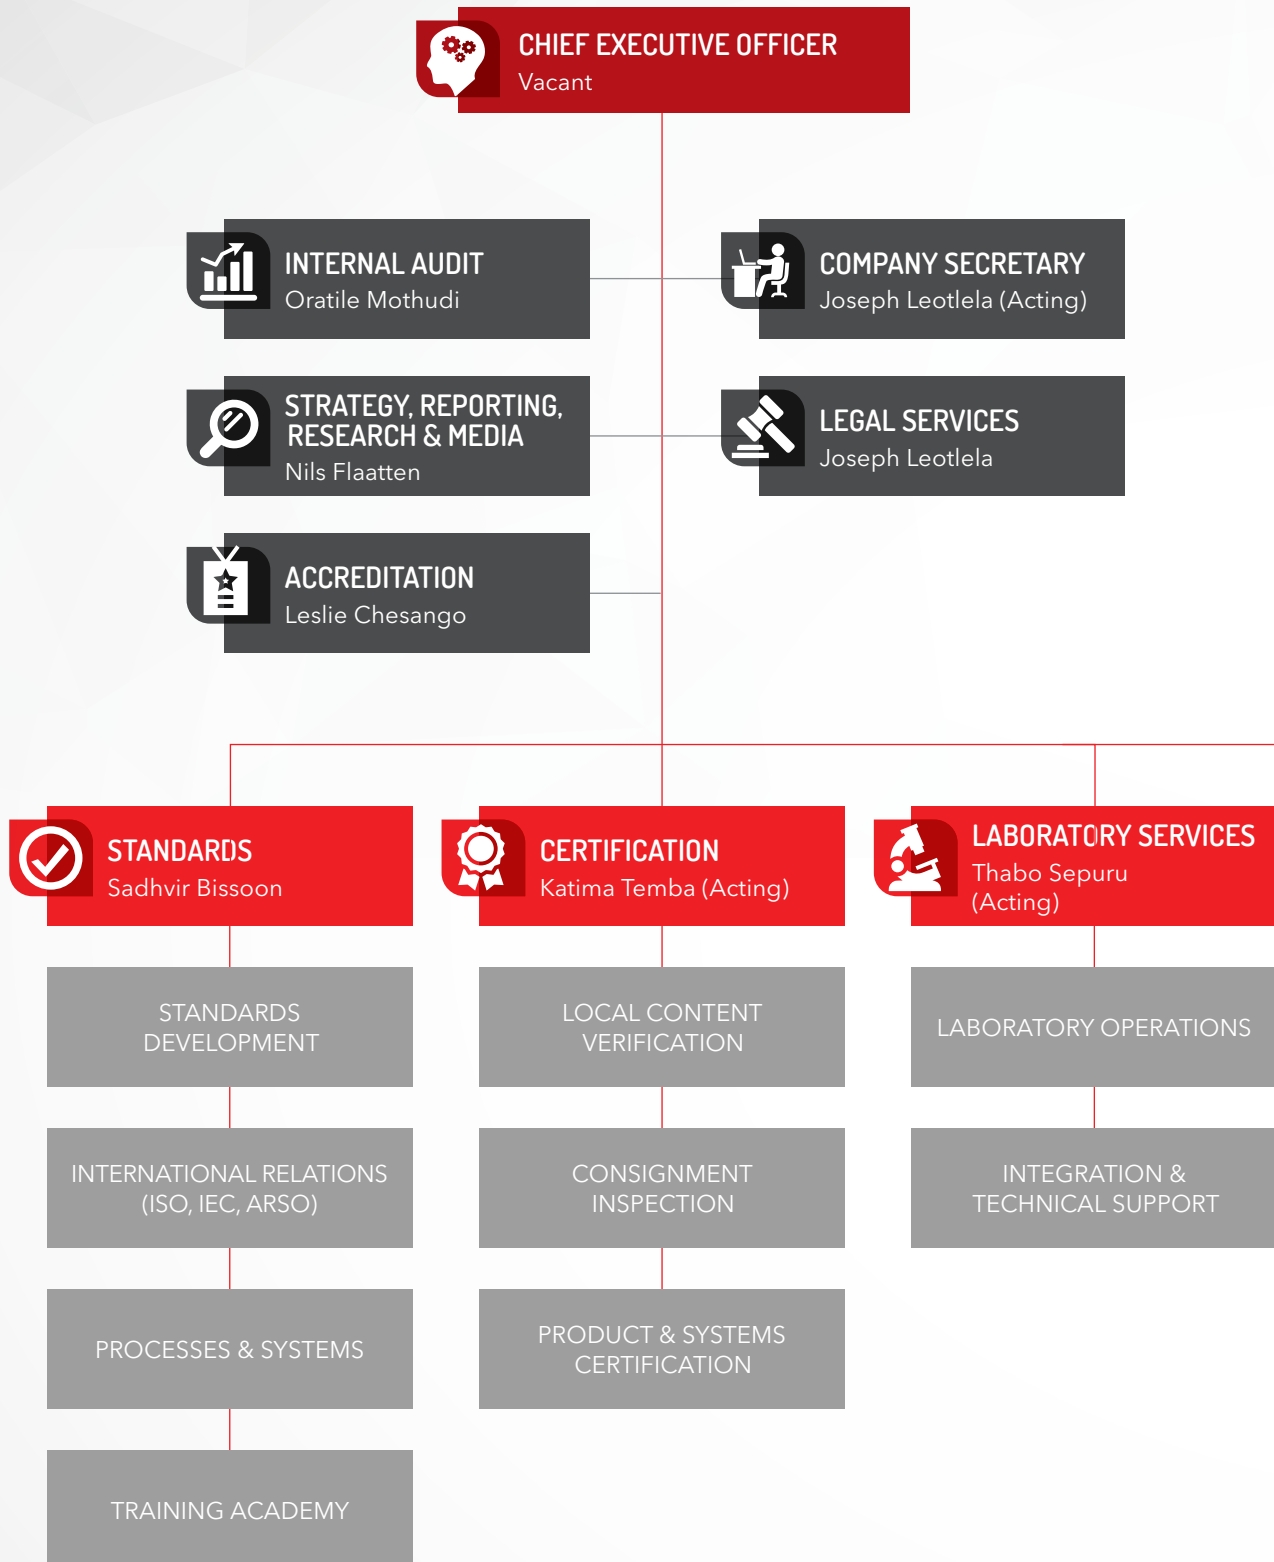 CHIEF EXECUTIVE OFFICER
Vacant
INTERNAL AUDIT
Oratile Mothudi
COMPANY SECRETARY
Joseph Leotlela (Acting)
STRATEGY, REPORTING,
RESEARCH & MEDIA
Nils Flaatten
LEGAL SERVICES
Joseph Leotlela
ACCREDITATION
Leslie Chesango
STANDARDS
Sadhvir Bissoon
CERTIFICATION
Katima Temba (Acting)
LABORATORY SERVICES
Thabo Sepuru
(Acting)
STANDARDS
DEVELOPMENT
LOCAL CONTENT
VERIFICATION
LABORATORY OPERATIONS
INTERNATIONAL RELATIONS
(ISO, IEC, ARSO)
CONSIGNMENT
INSPECTION
INTEGRATION &
TECHNICAL SUPPORT
PROCESSES & SYSTEMS
PRODUCT & SYSTEMS
CERTIFICATION
TRAINING ACADEMY